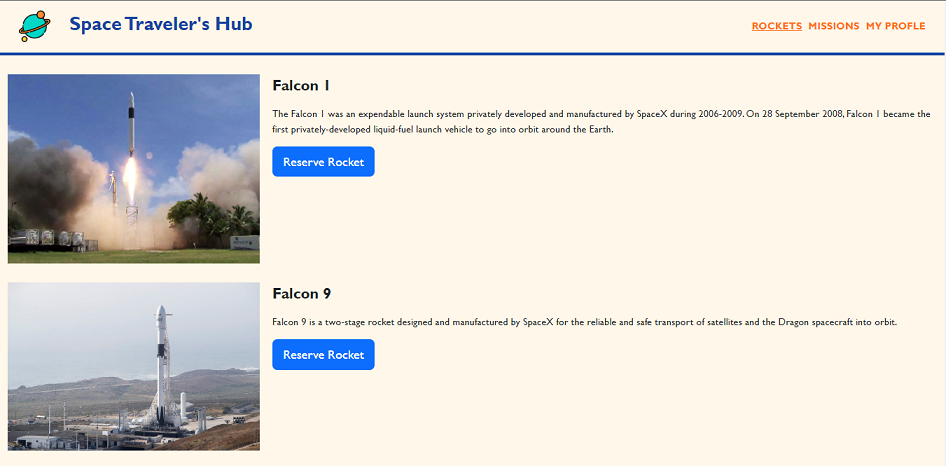 Space Traveler's Hub
ROCKETS MISSIONS MY PROFILE
Falcon 1
The Falcon 1 was an expendable launch system privately developed and manufactured by SpaceX during 2006-2009. On 28 September 2008, Falcon 1 became the
first privately-developed liquid-fuel launch vehicle to go into orbit around the Earth.
Reserve Rocket
Falcon 9
Falcon 9 is a two-stage rocket designed and manufactured by SpaceX for the reliable and safe transport of satellites and the Dragon spacecraft into orbit.
Reserve Rocket